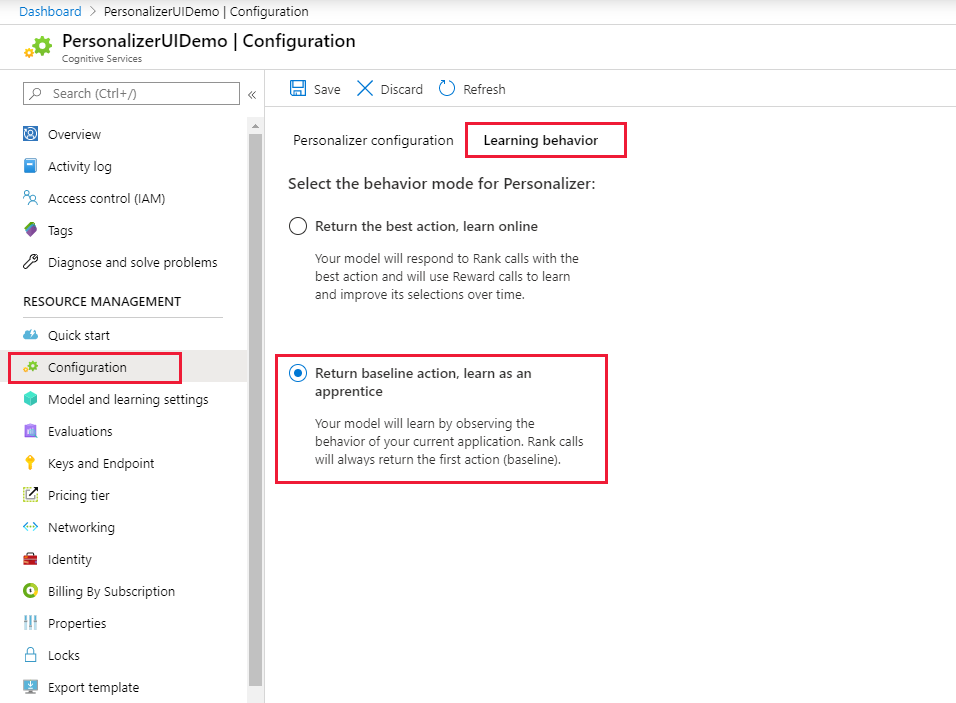 Dashboard > PersonalizerUIDemo | Configuration
PersonalizerUIDemo | Configuration
Cognitive Services
Search (Ctrl+/)
«
Overview
Activity log
Access control (IAM)
Tags
Diagnose and solve problems
RESOURCE MANAGEMENT
Quick start
Configuration
Model and learning settings
Evaluations
Keys and Endpoint
Pricing tier
Networking
Identity
Billing By Subscription
Properties
Locks
Export template
Save Discard Refresh
Personalizer configuration Learning behavior
Select the behavior mode for Personalizer:
Return the best action, learn online
Your model will respond to Rank calls with the
best action and will use Reward calls to learn
and improve its selections over time.
Return baseline action, learn as an
apprentice
Your model will learn by observing the
behavior of your current application. Rank calls
will always return the first action (baseline).